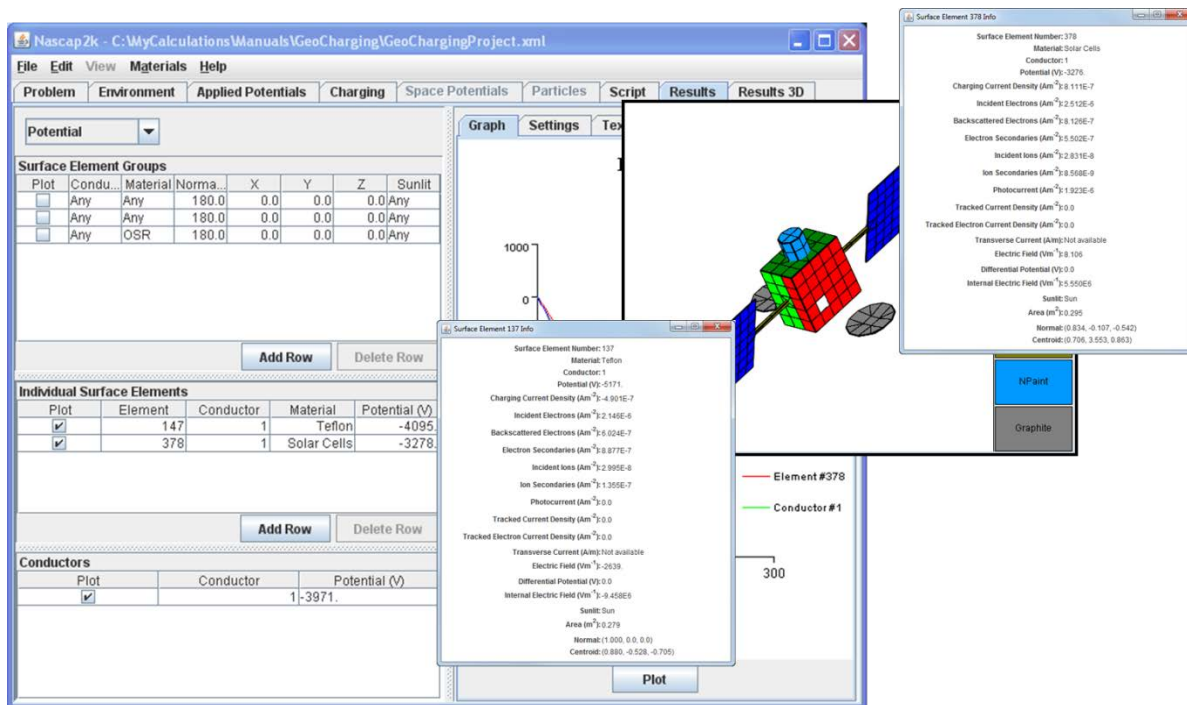 Nascap2k - C:\MyCalculations\Manuals\GeoCharging\GeoChargingProject.xml
File Edit View Materials Help
Problem Environment Applied Potentials Charging Space Potentials Particles Script Results Results 3D
Potential
Surface Element Groups
Plot Condu... Material Norma... X Y Z Sunlit
Any Any 180.0 0.0 0.0 0.0 Any
Any Any 180.0 0.0 0.0 0.0 Any
Any OSR 180.0 0.0 0.0 0.0 Any
Add Row Delete Row
Individual Surface Elements
Plot Element Conductor Material Potential (V)
147 1 Teflon -4095.
378 1 Solar Cells -3278.
Add Row Delete Row
Conductors
Plot Conductor Potential (V)
1 -3971.
Graph Settings Tex
1000
0
Element #378
Conductor #1
300
Plot
NPaint
Graphite
Surface Element 137 Info
Surface Element Number: 137
Material: Teflon
Conductor: 1
Potential (V): -5171.
Charging Current Density (Am⁻²): -4.901E-7
Incident Electrons (Am⁻²): 2.146E-6
Backscattered Electrons (Am⁻²): 6.024E-7
Electron Secondaries (Am⁻²): 8.877E-7
Incident Ions (Am⁻²): 2.995E-8
Ion Secondaries (Am⁻²): 1.355E-7
Photocurrent (Am⁻²): 0.0
Tracked Current Density (Am⁻²): 0.0
Tracked Electron Current Density (Am⁻²): 0.0
Transverse Current (A/m): Not available
Electric Field (Vm⁻¹): -2639.
Differential Potential (V): 0.0
Internal Electric Field (Vm⁻¹): -9.458E6
Sunlit: Sun
Area (m²): 0.279
Normal: (1.000, 0.0, 0.0)
Centroid: (0.880, -0.528, -0.705)
Surface Element 378 Info
Surface Element Number: 378
Material: Solar Cells
Conductor: 1
Potential (V): -3276.
Charging Current Density (Am⁻²): 8.111E-7
Incident Electrons (Am⁻²): 2.512E-6
Backscattered Electrons (Am⁻²): 8.126E-7
Electron Secondaries (Am⁻²): 5.502E-7
Incident Ions (Am⁻²): 2.831E-8
Ion Secondaries (Am⁻²): 8.568E-9
Photocurrent (Am⁻²): 1.923E-6
Tracked Current Density (Am⁻²): 0.0
Tracked Electron Current Density (Am⁻²): 0.0
Transverse Current (A/m): Not available
Electric Field (Vm⁻¹): 8.106
Differential Potential (V): 0.0
Internal Electric Field (Vm⁻¹): 5.550E6
Sunlit: Sun
Area (m²): 0.295
Normal: (0.834, -0.107, -0.542)
Centroid: (0.706, 3.553, 0.863)